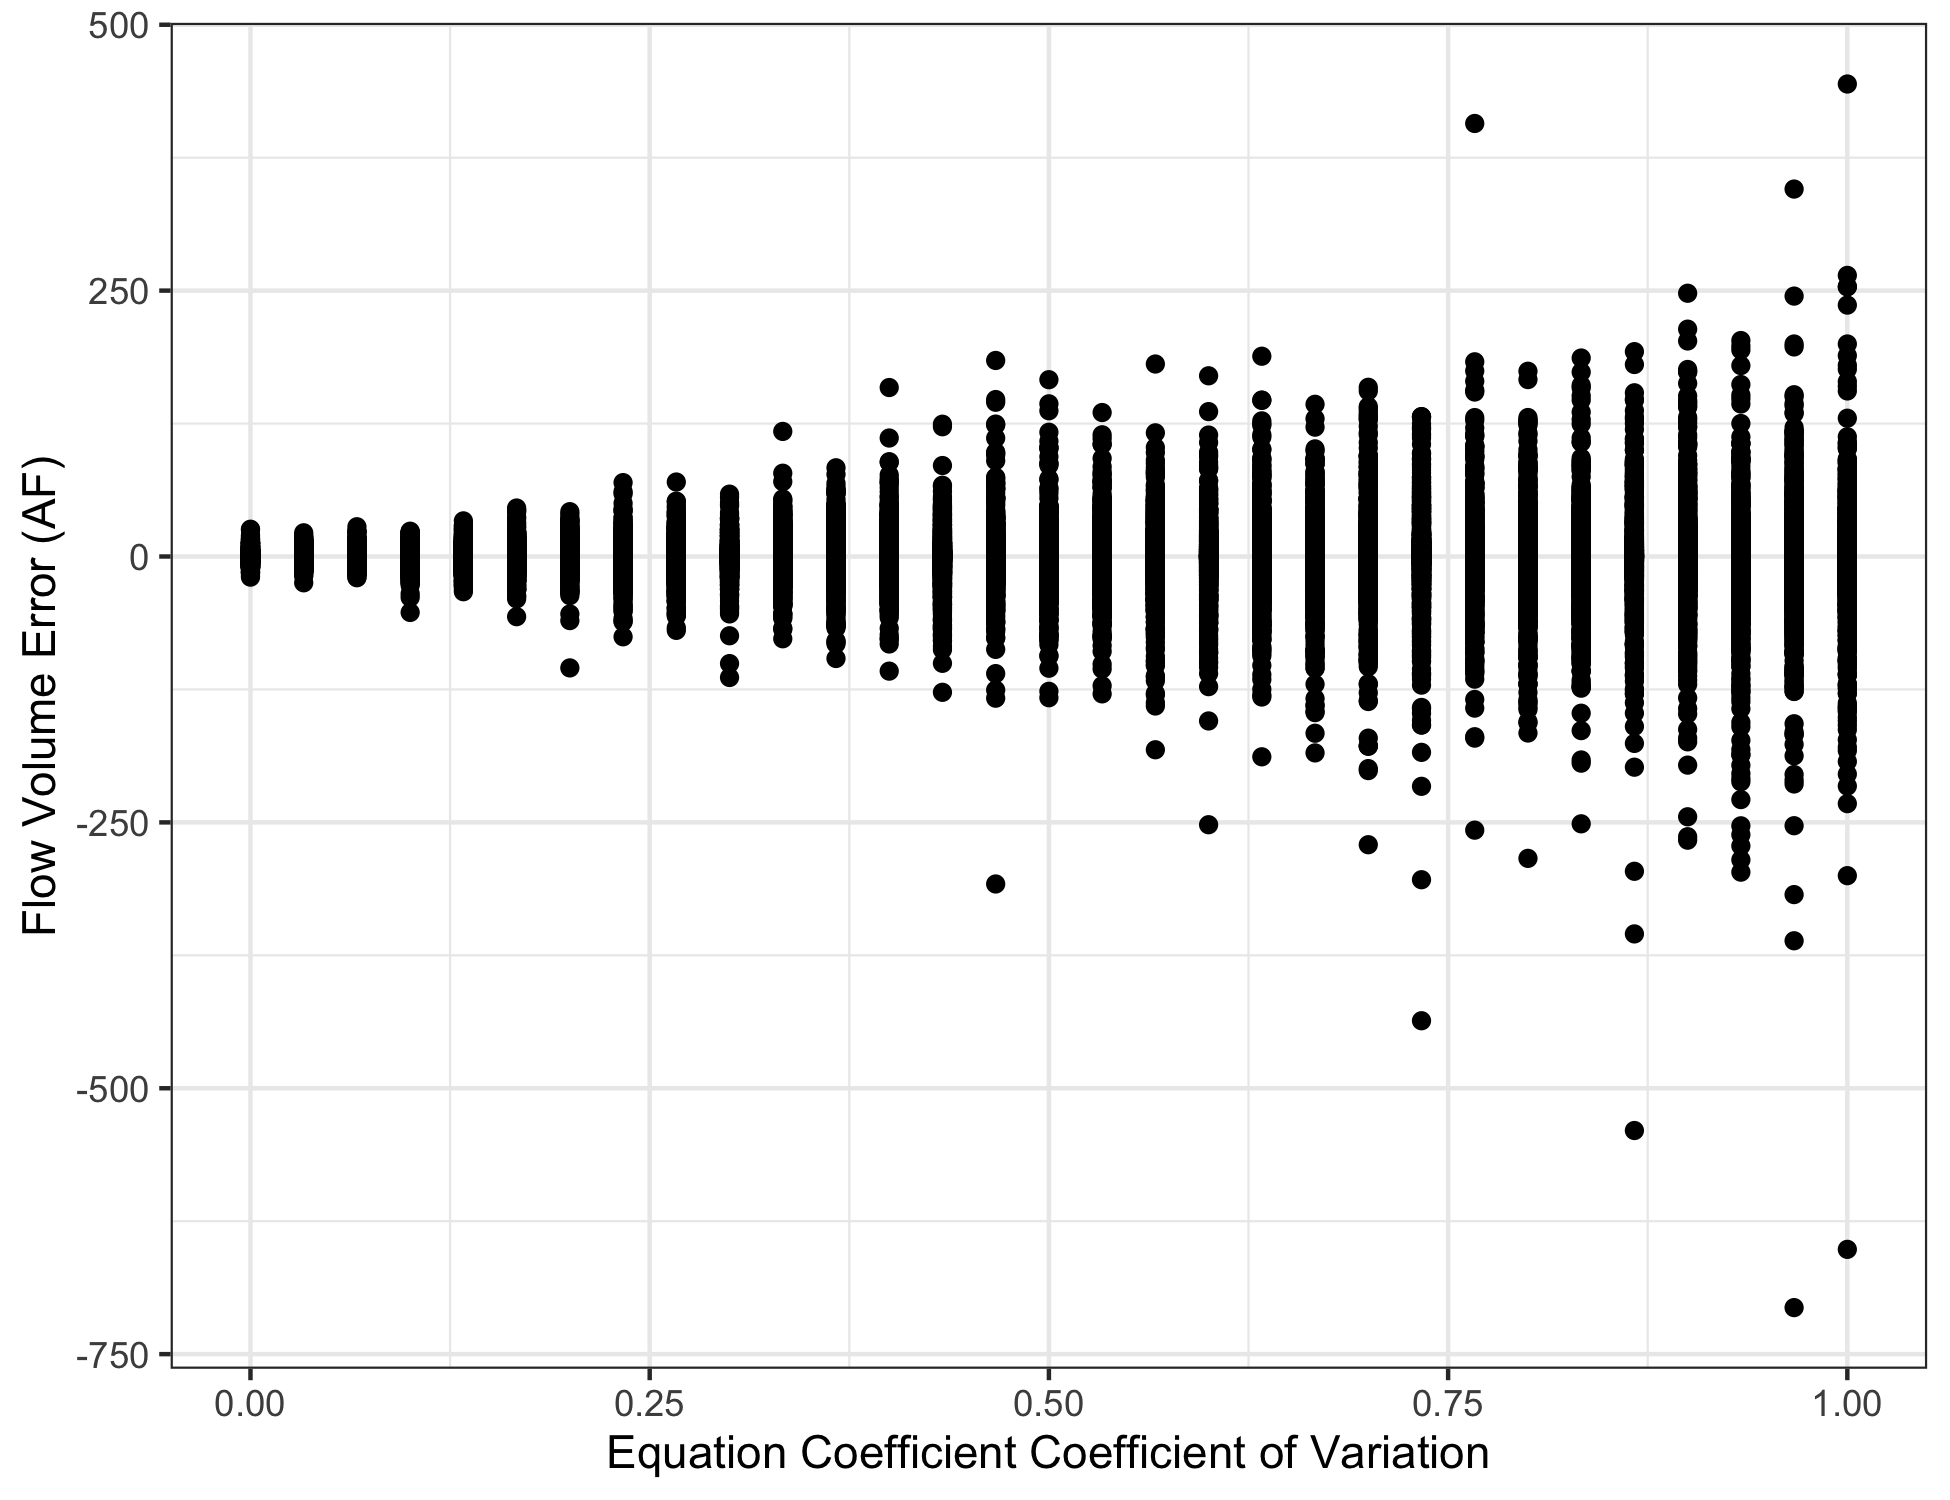 Flow Volume Error (AF)
500
250
0
-250
-500
-750
0.00 0.25 0.50 0.75 1.00
Equation Coefficient Coefficient of Variation